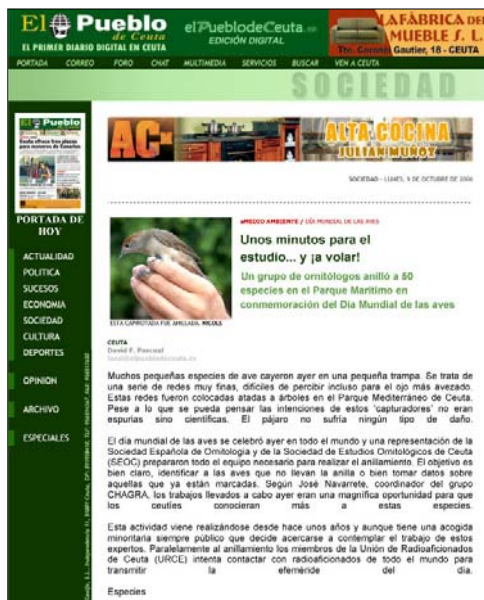 El Pueblo
de Ceuta
EL PRIMER DIARIO DIGITAL EN CEUTA
elPueblodeCeuta.es
EDICIÓN DIGITAL
LA FÁBRICA DEL
MUEBLE S. L.
Tte. Coronel Gautier, 18 - CEUTA
PORTADA CORREO FORO CHAT MULTIMEDIA SERVICIOS BUSCAR VEN A CEUTA
SOCIEDAD
El Pueblo
PORTADA DE
HOY
ACTUALIDAD
POLITICA
SUCESOS
ECONOMIA
SOCIEDAD
CULTURA
DEPORTES
OPINION
ARCHIVO
ESPECIALES
AC
ALTA COCINA
JULIÁN MUÑOZ
SOCIEDAD - LUNES, 9 DE OCTUBRE DE 2006
MEDIO AMBIENTE / DÍA MUNDIAL DE LAS AVES
Unos minutos para el
estudio... y ¡a volar!
Un grupo de ornitólogos anilló a 50
especies en el Parque Marítimo en
conmemoración del Día Mundial de las aves
ESTA CAPIROTADA FUE ANILLADA.
CEUTA
David F. Pascual
Muchos pequeñas especies de ave cayeron ayer en una pequeña trampa. Se trata de
una serie de redes muy finas, difíciles de percibir incluso para el ojo más avezado.
Estas redes fueron colocadas atadas a árboles en el Parque Mediterráneo de Ceuta.
Pese a lo que se pueda pensar las intenciones de estos 'capturadores' no eran
espurias sino científicas. El pájaro no sufría ningún tipo de daño.
El día mundial de las aves se celebró ayer en todo el mundo y una representación de la
Sociedad Española de Ornitología y de la Sociedad de Estudios Ornitológicos de Ceuta
(SEOC) prepararon todo el equipo necesario para realizar el anillamiento. El objetivo es
bien claro, identificar a las aves que no llevan la anilla o bien tomar datos sobre
aquellas que ya están marcadas. Según José Navarrete, coordinador del grupo
CHAGRA, los trabajos llevados a cabo ayer eran una magnífica oportunidad para que
los ceutíes conocieran más a estas especies.
Esta actividad viene realizándose desde hace unos años y aunque tiene una acogida
minoritaria siempre público que decide acercarse a contemplar el trabajo de estos
expertos. Paralelamente al anillamiento los miembros de la Unión de Radioaficionados
de Ceuta (URCE) intenta contactar con radioaficionados de todo el mundo para
transmitir la efeméride del día.
Especies